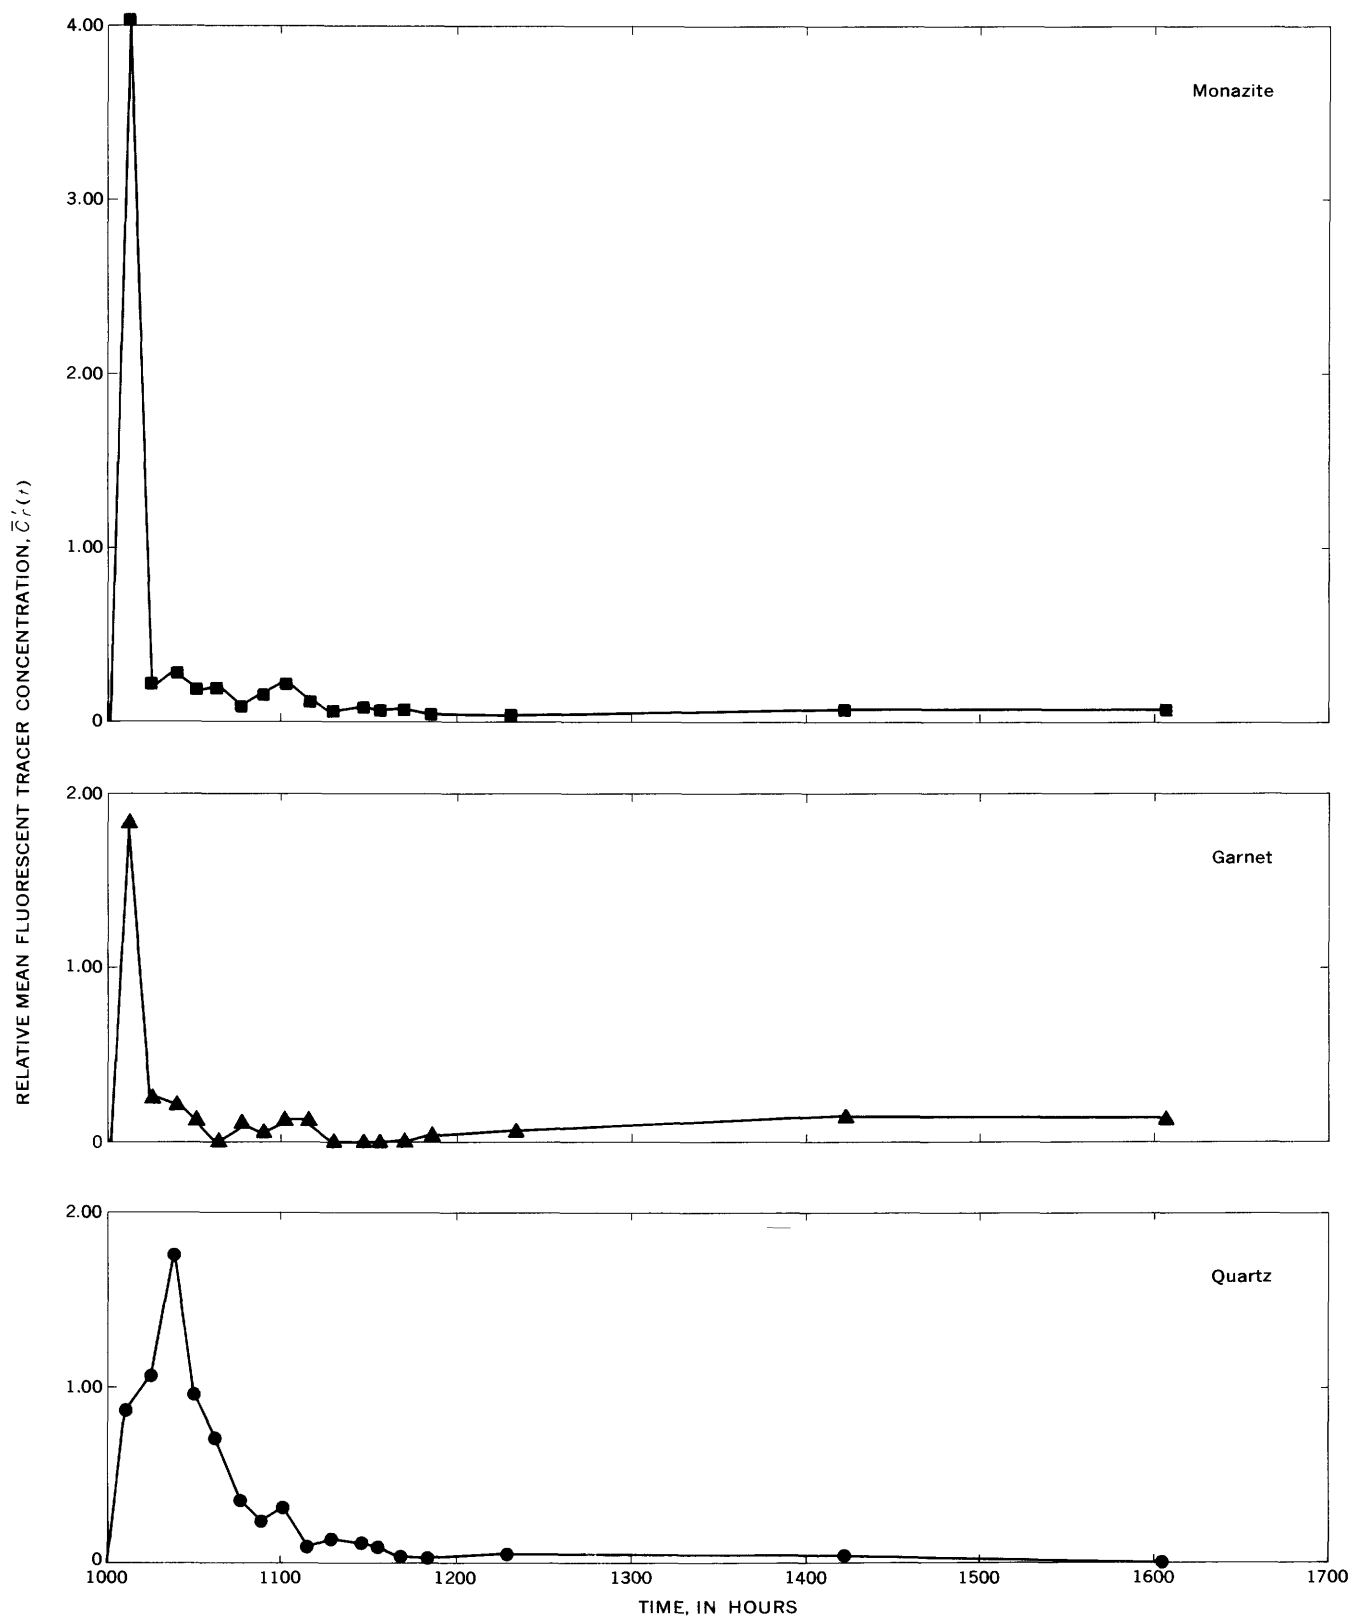 RELATIVE MEAN FLUORESCENT TRACER CONCENTRATION, C̄′r(t)
4.00
3.00
2.00
1.00
0
Monazite
2.00
1.00
0
Garnet
2.00
1.00
0
Quartz
1000 1100 1200 1300 1400 1500 1600 1700
TIME, IN HOURS